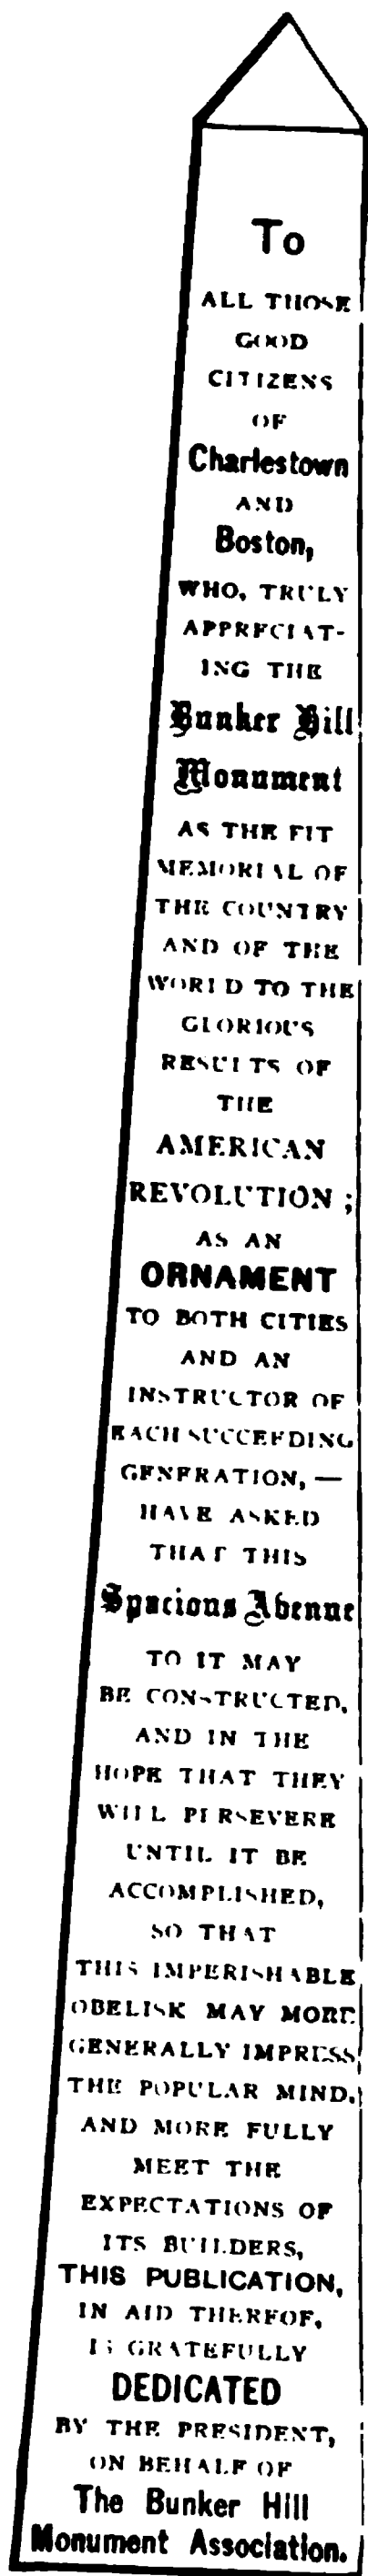 To
ALL THOSE
GOOD
CITIZENS
OF
Charlestown
AND
Boston,
WHO, TRULY
APPRECIAT-
ING THE
Bunker Hill
Monument
AS THE FIT
MEMORIAL OF
THE COUNTRY
AND OF THE
WORLD TO THE
GLORIOUS
RESULTS OF
THE
AMERICAN
REVOLUTION;
AS AN
ORNAMENT
TO BOTH CITIES
AND AN
INSTRUCTOR OF
EACH SUCCEEDING
GENERATION, —
HAVE ASKED
THAT THIS
Spacious Avenue
TO IT MAY
BE CONSTRUCTED,
AND IN THE
HOPE THAT THEY
WILL PERSEVERE
UNTIL IT BE
ACCOMPLISHED,
SO THAT
THIS IMPERISHABLE
OBELISK MAY MORE
GENERALLY IMPRESS
THE POPULAR MIND,
AND MORE FULLY
MEET THE
EXPECTATIONS OF
ITS BUILDERS,
THIS PUBLICATION,
IN AID THEREOF,
IS GRATEFULLY
DEDICATED
BY THE PRESIDENT,
ON BEHALF OF
The Bunker Hill
Monument Association.